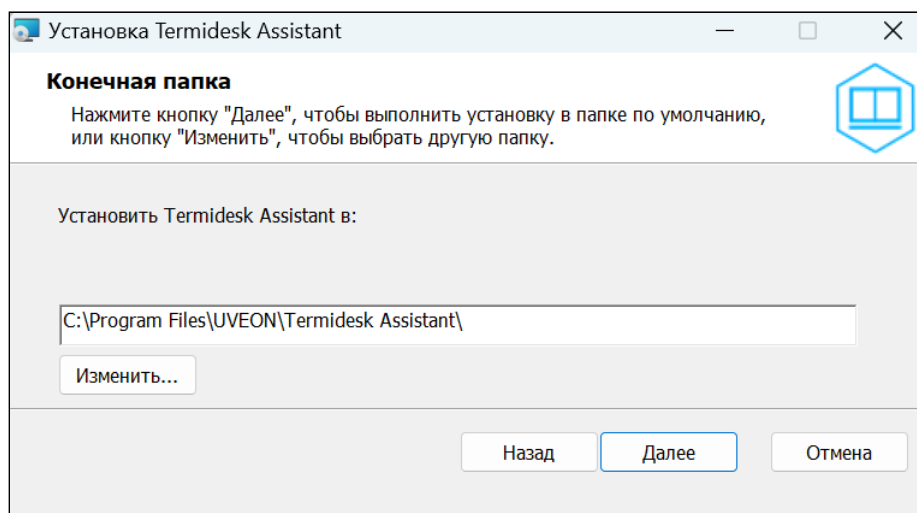 Установка Termidesk Assistant
Конечная папка
Нажмите кнопку "Далее", чтобы выполнить установку в папке по умолчанию,
или кнопку "Изменить", чтобы выбрать другую папку.
Установить Termidesk Assistant в:
C:\Program Files\UVEON\Termidesk Assistant\
Изменить...
Назад Далее Отмена